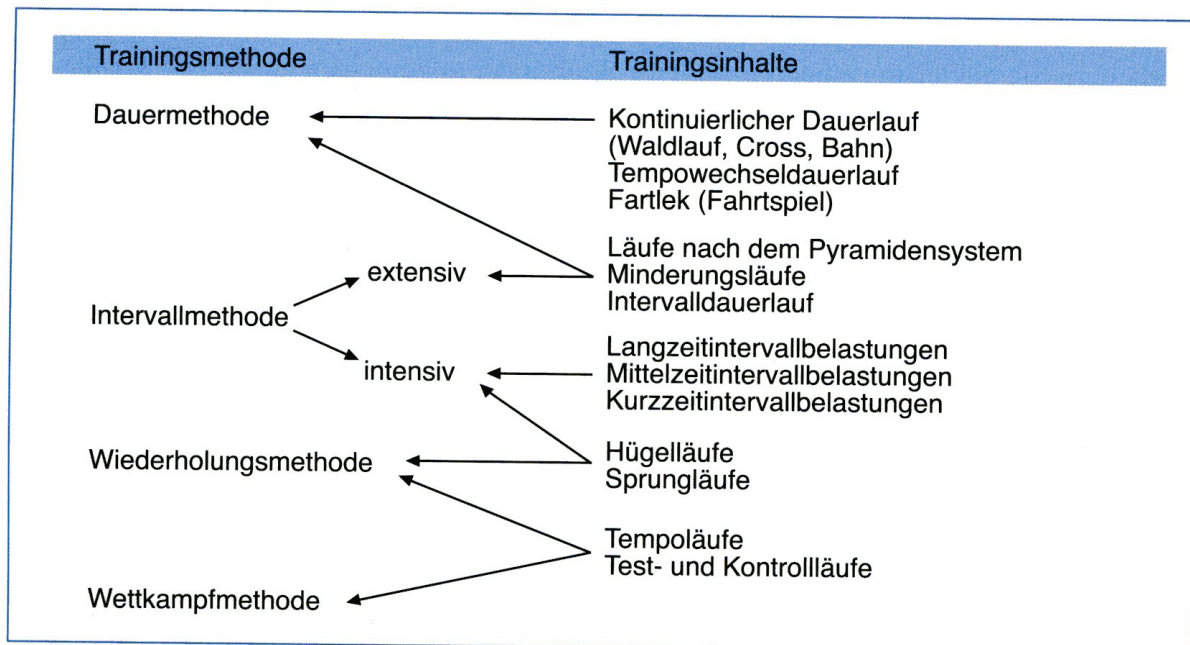 Trainingsmethode Trainingsinhalte
Dauermethode
Kontinuierlicher Dauerlauf
(Waldlauf, Cross, Bahn)
Tempowechseldauerlauf
Fartlek (Fahrtspiel)
Läufe nach dem Pyramidensystem
extensiv
Minderungsläufe
Intervalldauerlauf
Intervallmethode
Langzeitintervallbelastungen
intensiv
Mittelzeitintervallbelastungen
Kurzzeitintervallbelastungen
Wiederholungsmethode
Hügelläufe
Sprungläufe
Tempoläufe
Test- und Kontrollläufe
Wettkampfmethode